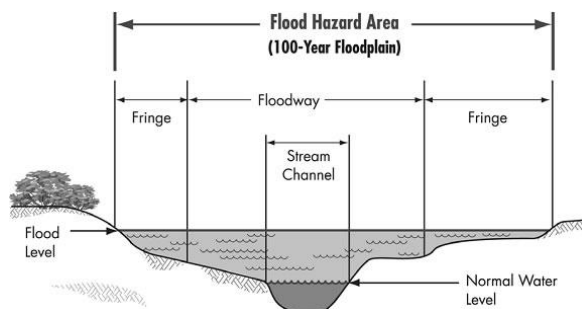 Flood Hazard Area
(100-Year Floodplain)
Fringe
Floodway
Fringe
Stream
Channel
Flood
Level
Normal Water
Level